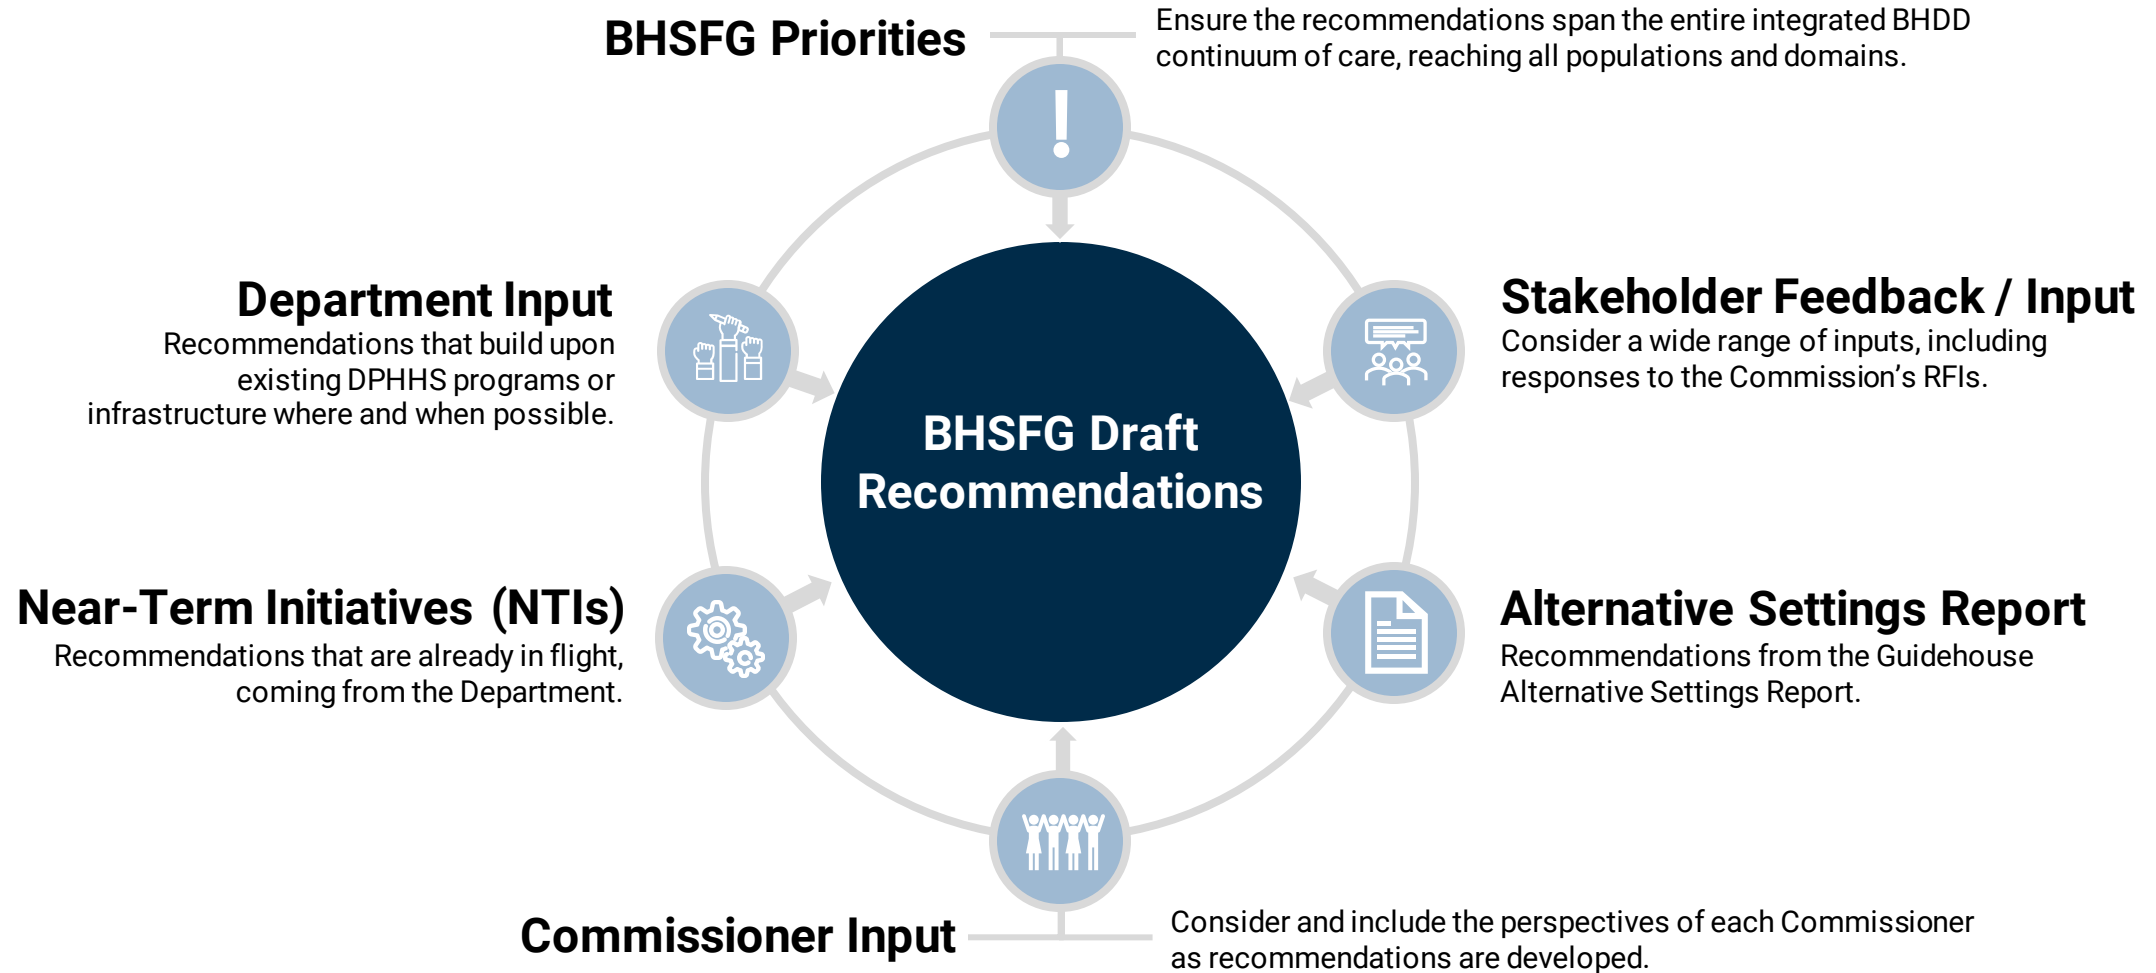 BHSFG Priorities
Ensure the recommendations span the entire integrated BHDD
continuum of care, reaching all populations and domains.
Department Input
Recommendations that build upon
existing DPHHS programs or
infrastructure where and when possible.
Stakeholder Feedback / Input
Consider a wide range of inputs, including
responses to the Commission’s RFIs.
BHSFG Draft
Recommendations
Near-Term Initiatives (NTIs)
Recommendations that are already in flight,
coming from the Department.
Alternative Settings Report
Recommendations from the Guidehouse
Alternative Settings Report.
Commissioner Input
Consider and include the perspectives of each Commissioner
as recommendations are developed.